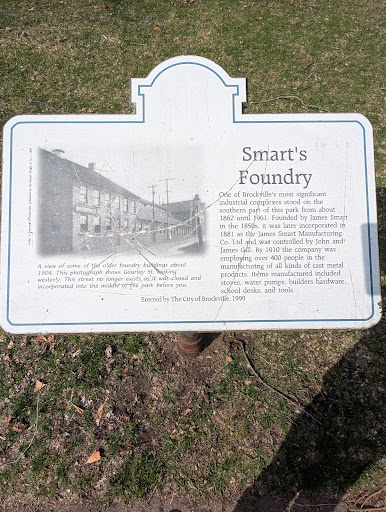 Smart's
Foundry
One of Brockville's most significant
industrial complexes stood on the
southern part of this park from about
1862 until 1961. Founded by James Smart
in the 1850s, it was later incorporated in
1881 as the James Smart Manufacturing
Co. Ltd and was controlled by John and
James Gill. By 1910 the company was
employing over 400 people in the
manufacturing of all kinds of cast metal
products. Items manufactured included
stoves, water pumps, builders hardware,
school desks, and tools.
A view of some of the older foundry buildings about
1904. This photograph shows Gourlay St. looking
westerly. This street no longer exists, as it was closed and
incorporated into the middle of the park before you.
Erected by The City of Brockville, 1999